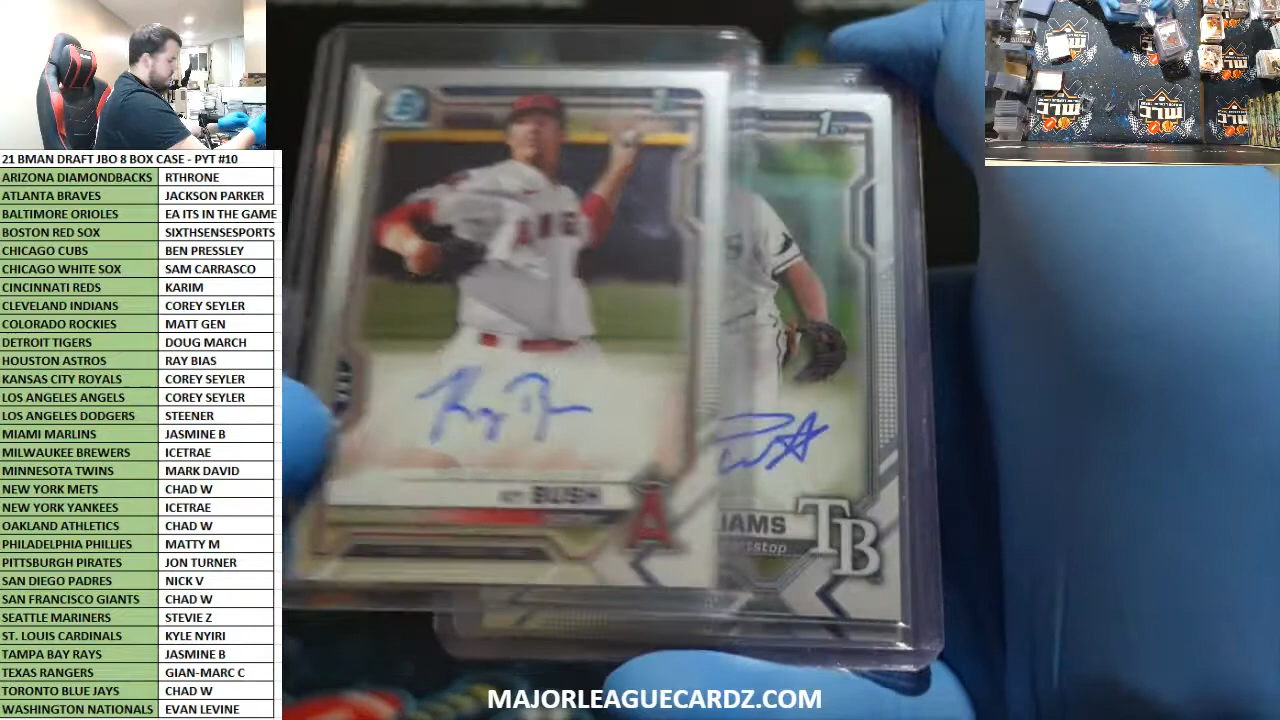 21 BMAN DRAFT JBO 8 BOX CASE - PYT #10
ARIZONA DIAMONDBACKS RTHRONE
ATLANTA BRAVES JACKSON PARKER
BALTIMORE ORIOLES EA ITS IN THE GAME
BOSTON RED SOX SIXTHSENSESPORTS
CHICAGO CUBS BEN PRESSLEY
CHICAGO WHITE SOX SAM CARRASCO
CINCINNATI REDS KARIM
CLEVELAND INDIANS COREY SEYLER
COLORADO ROCKIES MATT GEN
DETROIT TIGERS DOUG MARCH
HOUSTON ASTROS RAY BIAS
KANSAS CITY ROYALS COREY SEYLER
LOS ANGELES ANGELS COREY SEYLER
LOS ANGELES DODGERS STEENER
MIAMI MARLINS JASMINE B
MILWAUKEE BREWERS ICETRAE
MINNESOTA TWINS MARK DAVID
NEW YORK METS CHAD W
NEW YORK YANKEES ICETRAE
OAKLAND ATHLETICS CHAD W
PHILADELPHIA PHILLIES MATTY M
PITTSBURGH PIRATES JON TURNER
SAN DIEGO PADRES NICK V
SAN FRANCISCO GIANTS CHAD W
SEATTLE MARINERS STEVIE Z
ST. LOUIS CARDINALS KYLE NYIRI
TAMPA BAY RAYS JASMINE B
TEXAS RANGERS GIAN-MARC C
TORONTO BLUE JAYS CHAD W
WASHINGTON NATIONALS EVAN LEVINE
1ST
ANG
BUSH
A
IAMS
TB
MAJORLEAGUECARDZ.COM